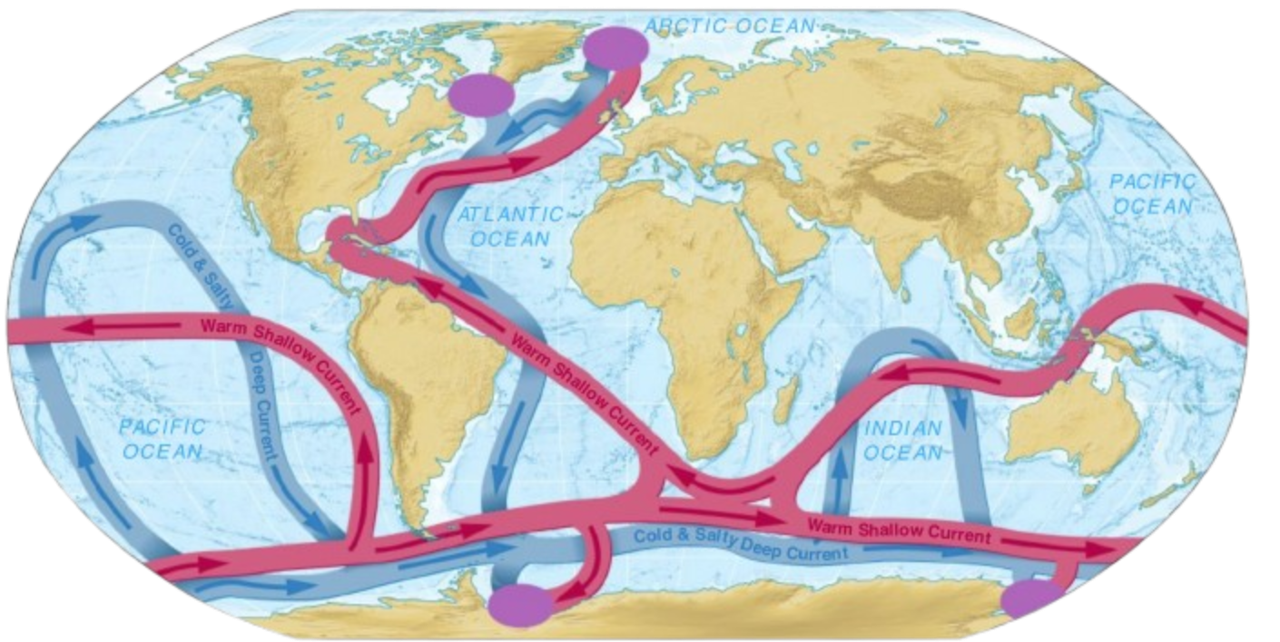 ARCTIC OCEAN
PACIFIC
OCEAN
ATLANTIC
OCEAN
Cold & Salty
Deep Current
Warm Shallow Current
Warm Shallow Current
PACIFIC
OCEAN
INDIAN
OCEAN
Warm Shallow Current
Cold & Salty Deep Current